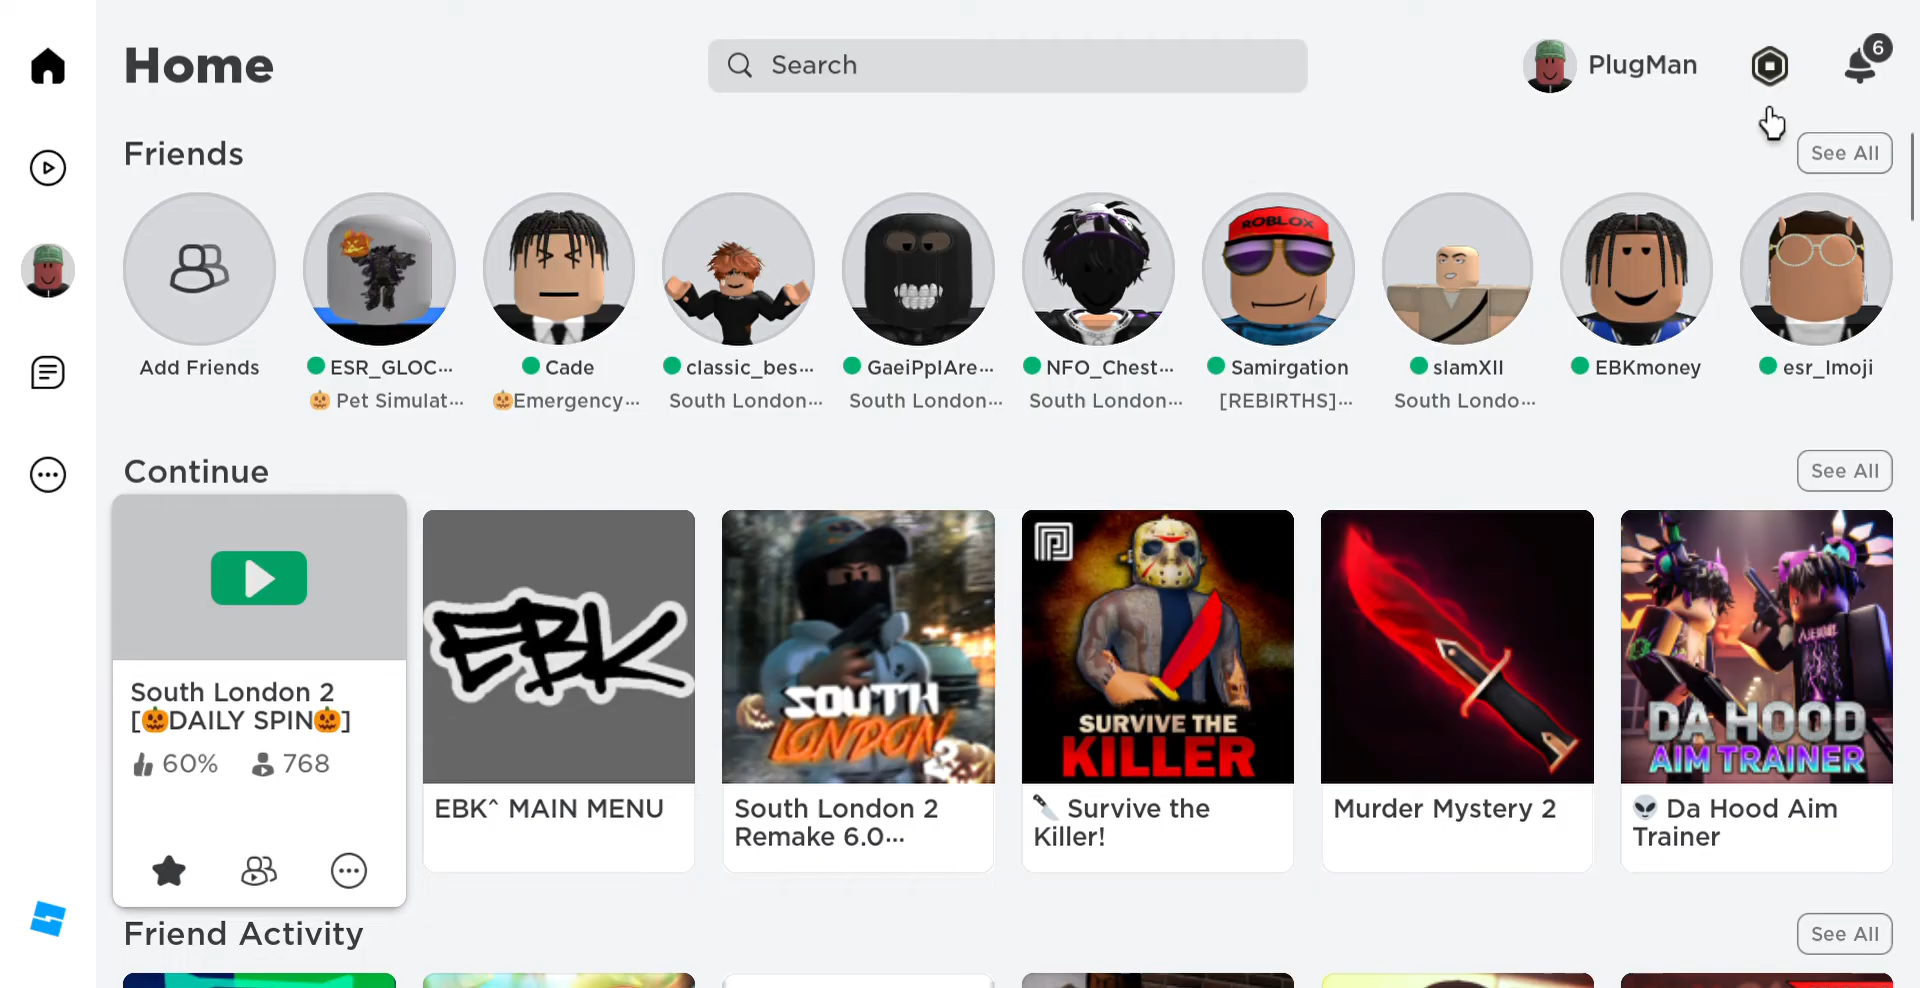 Home
Search
PlugMan
6
Friends
See All
ROBLOX
Add Friends
ESR_GLOC...
Cade
classic_bes...
GaeiPplAre...
NFO_Chest...
Samirgation
slamXII
EBKmoney
esr_Imoji
🎃 Pet Simulat...
🎃Emergency...
South London...
South London...
South London...
[REBIRTHS]...
South Londo...
Continue
See All
South London 2
[🎃DAILY SPIN🎃]
60%
768
EBK
EBK^ MAIN MENU
SOUTH
LONDON
2
South London 2
Remake 6.0...
SURVIVE THE
KILLER
🔪 Survive the
Killer!
Murder Mystery 2
DA HOOD
AIM TRAINER
👽 Da Hood Aim
Trainer
Friend Activity
See All